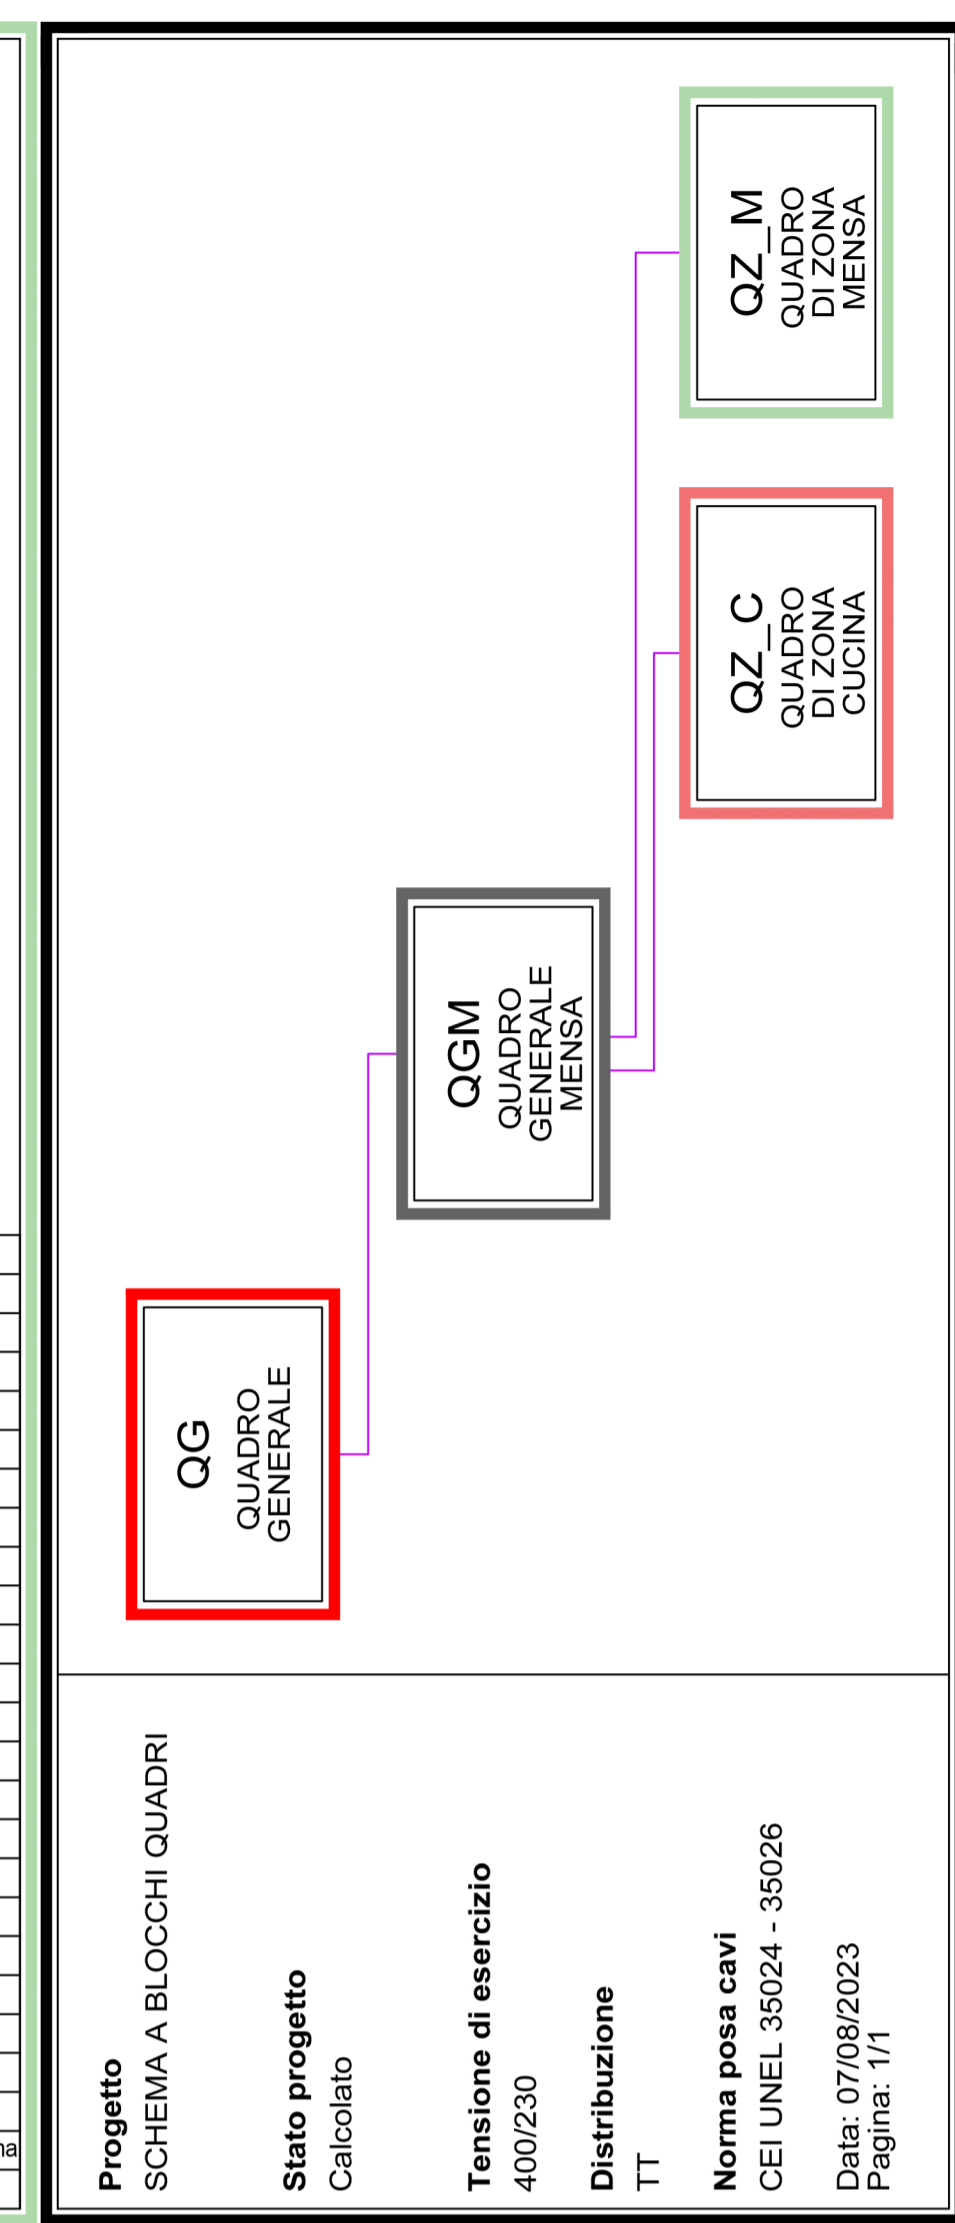 Progetto
SCHEMA A BLOCCHI QUADRI
Stato progetto
Calcolato
Tensione di esercizio
400/230
Distribuzione
TT
Norma posa cavi
CEI UNEL 35024 - 35026
Data: 07/08/2023
Pagina: 1/1
QG
QUADRO
GENERALE
QGM
QUADRO
GENERALE
MENSA
QZ_C
QUADRO
DI ZONA
CUCINA
QZ_M
QUADRO
DI ZONA
MENSA